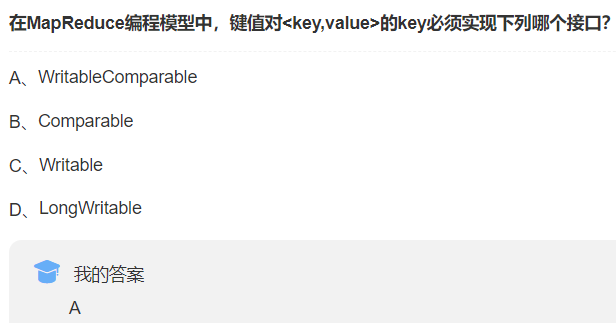 在MapReduce编程模型中，键值对<key,value>的key必须实现下列哪个接口？
A、WritableComparable
B、Comparable
C、Writable
D、LongWritable
我的答案
A